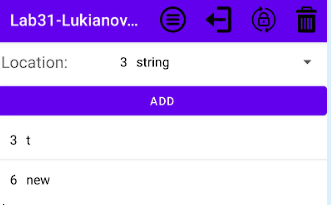 Lab31-Lukianov...
Location: 3 string
ADD
3 t
6 new